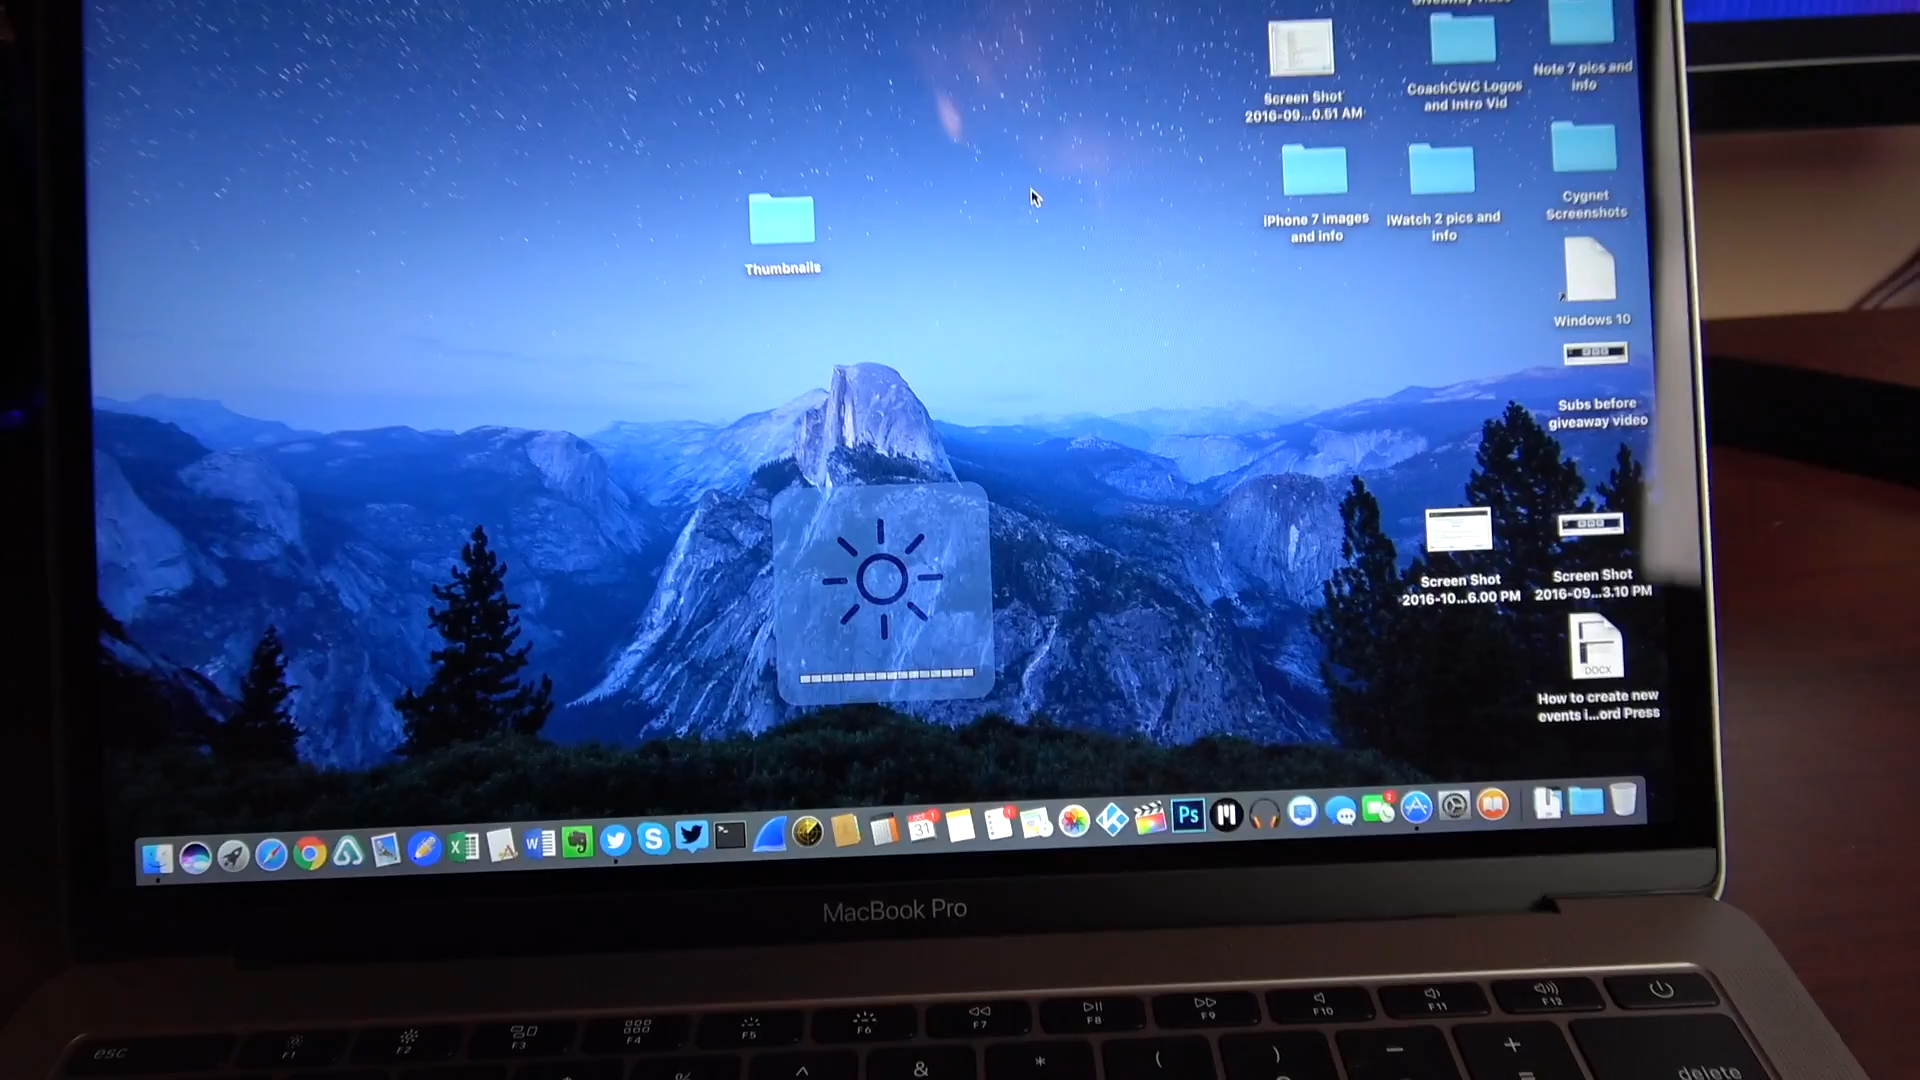 Screen Shot
2016-09...0.51 AM
CoachCWC Logos
and Intro Vid
Note 7 pics and
info
Thumbnails
iPhone 7 images
and info
iWatch 2 pics and
info
Cygnet
Screenshots
Windows 10
Subs before
giveaway video
Screen Shot
2016-10...6.00 PM
Screen Shot
2016-09...3.10 PM
DOCX
How to create new
events i...ord Press
OCT
31
Ps
MacBook Pro
esc
F1
F2
F3
F4
F5
F6
F7
F8
F9
F10
F11
F12
&
*
(
)
delete